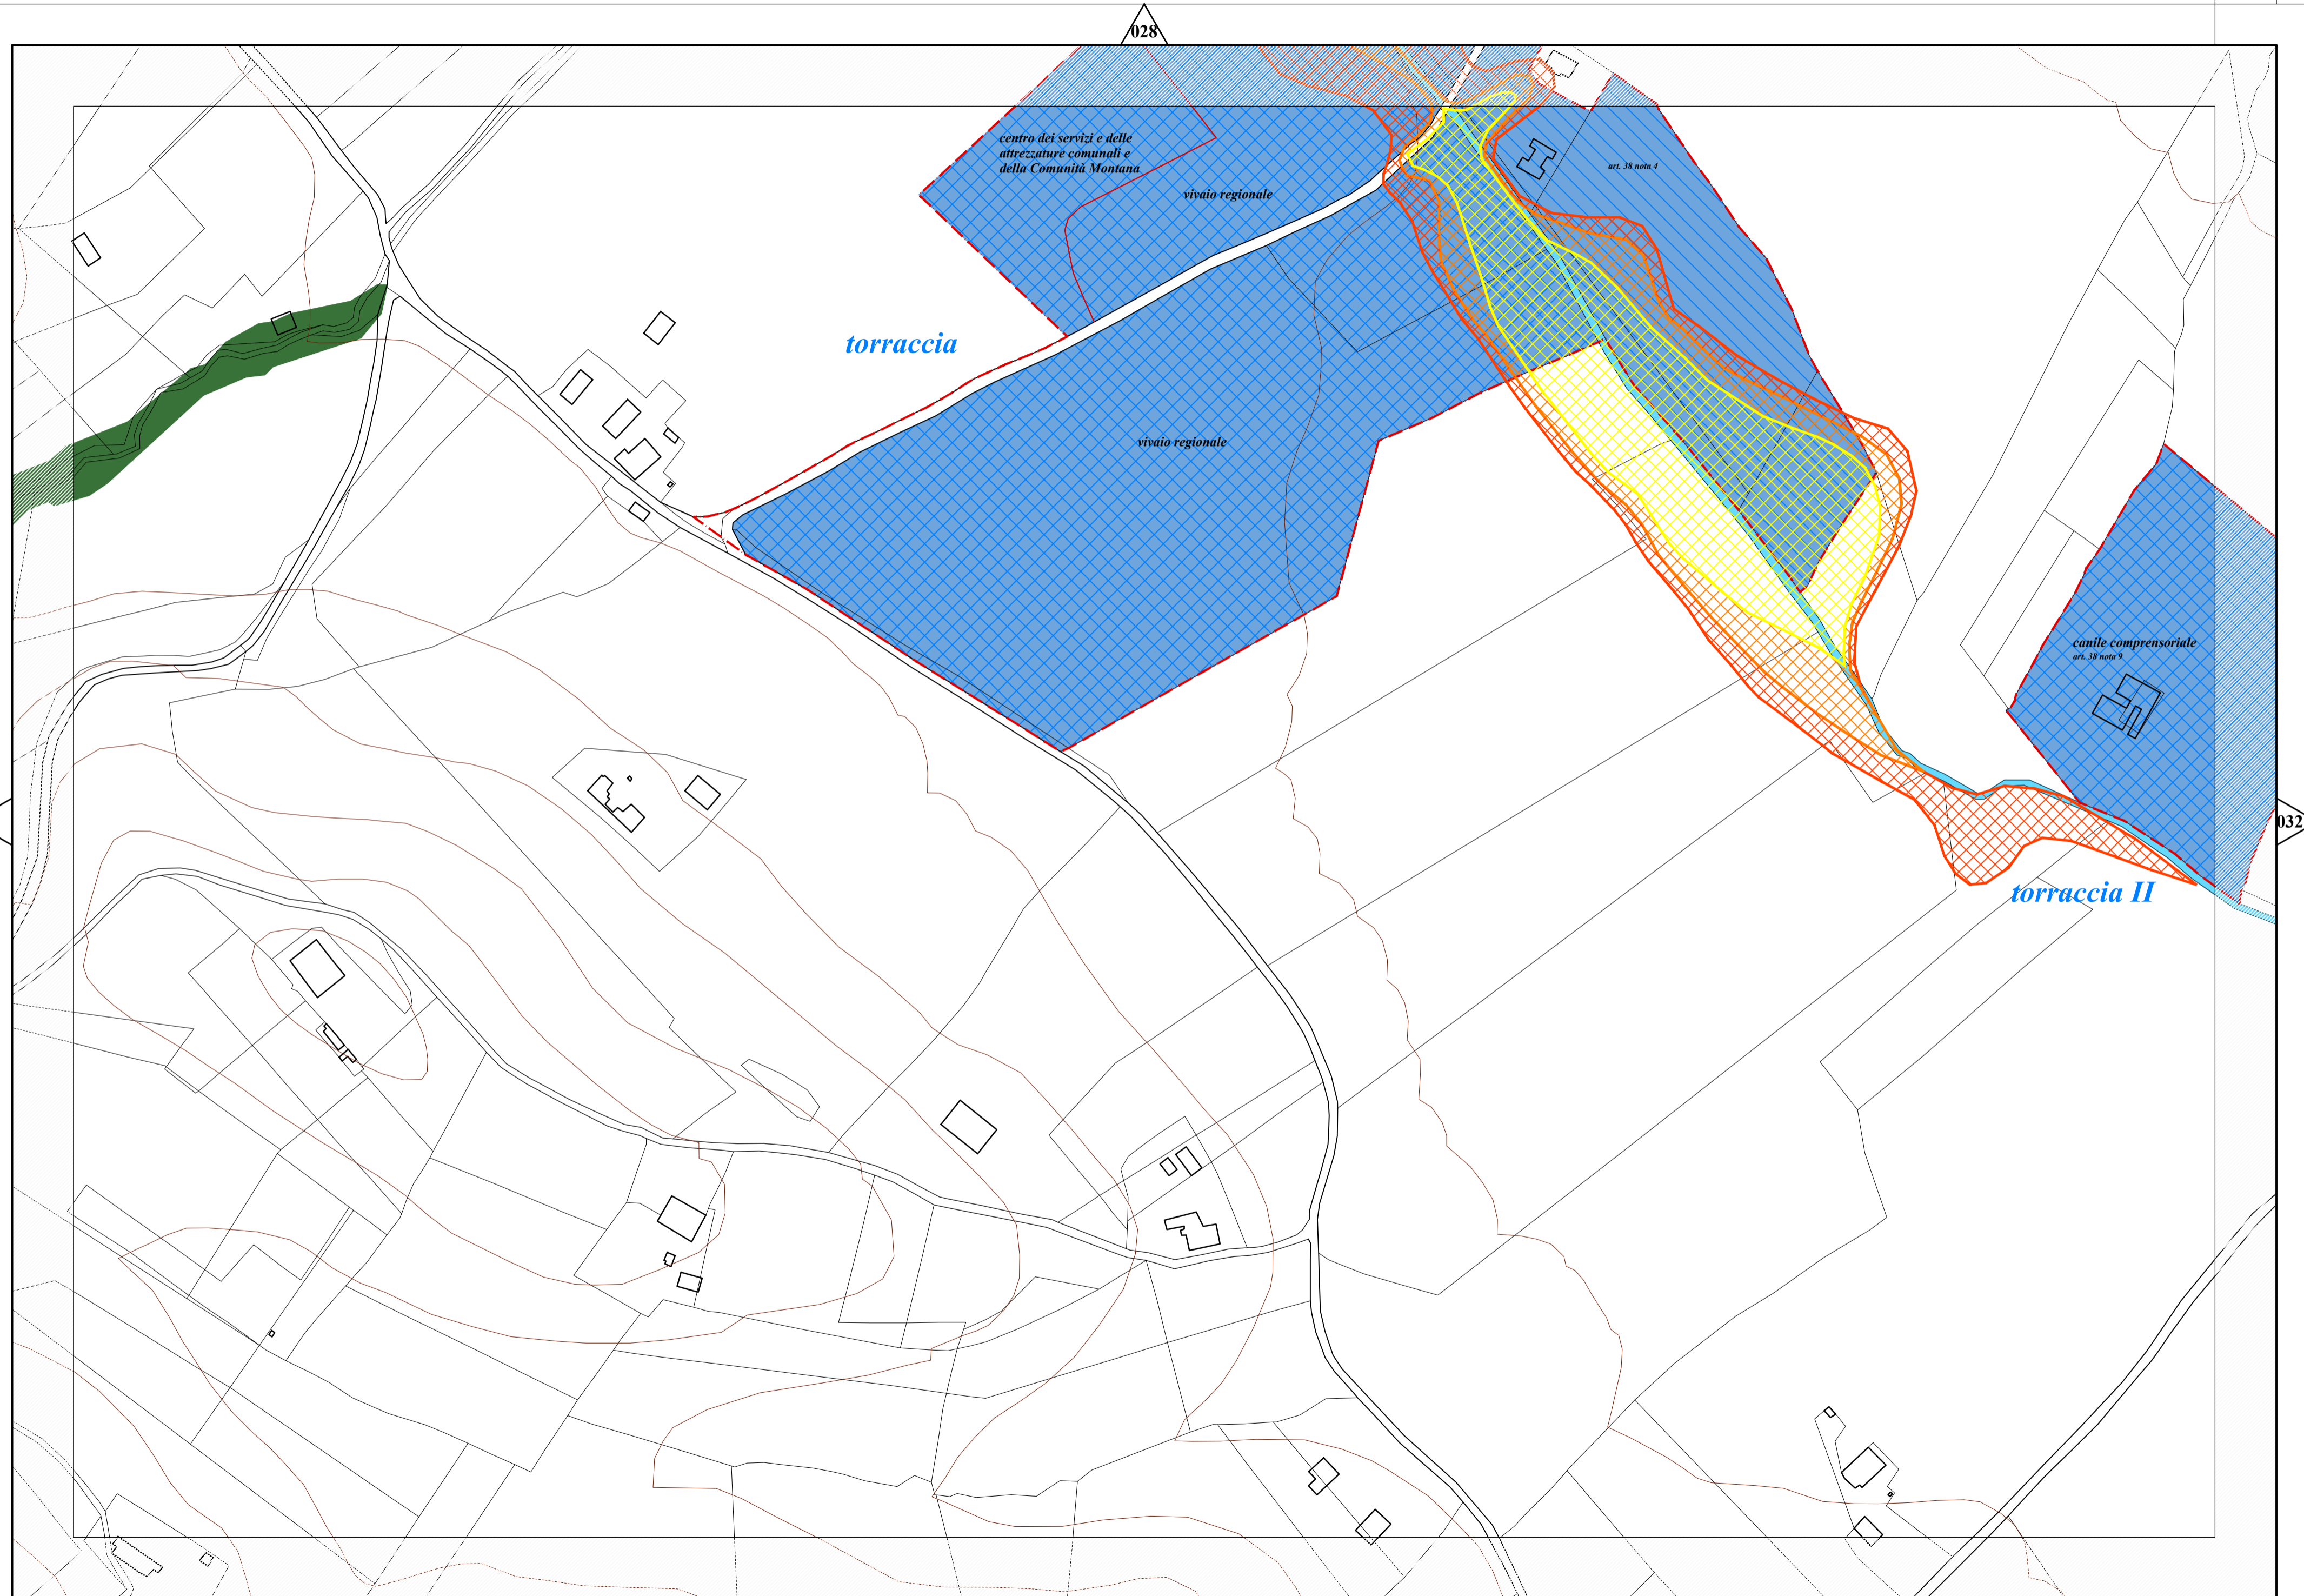 028
centro dei servizi e delle
attrezzature comunali e
della Comunità Montana
vivaio regionale
art. 38 nota 4
torraccia
vivaio regionale
canile comprensoriale
art. 38 nota 9
032
torraccia II